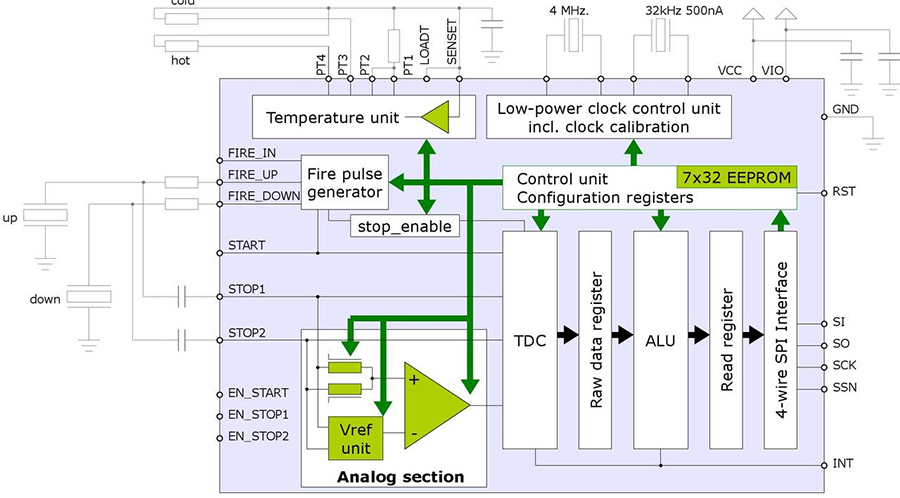 cold
hot
PT4
PT3
PT2
PT1
LOADT
SENSET
4 MHz.
32kHz 500nA
VCC
VIO
GND
Temperature unit
Low-power clock control unit
incl. clock calibration
FIRE_IN
FIRE_UP
FIRE_DOWN
Fire pulse
generator
Control unit
Configuration registers
7x32 EEPROM
RST
up
stop_enable
START
down
STOP1
STOP2
TDC
Raw data register
ALU
Read register
4-wire SPI Interface
SI
SO
SCK
SSN
EN_START
EN_STOP1
EN_STOP2
+
-
Vref
unit
Analog section
INT